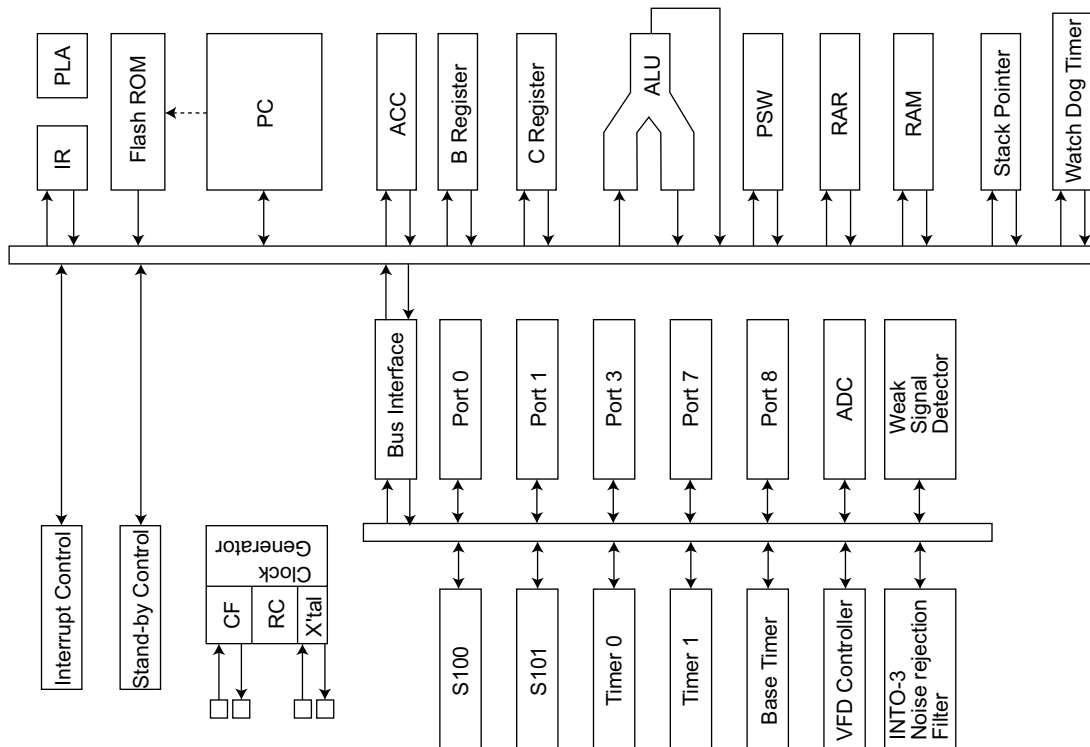 PLA
IR
Flash ROM
PC
ACC
B Register
C Register
ALU
PSW
RAR
RAM
Stack Pointer
Watch Dog Timer
Bus Interface
Port 0
Port 1
Port 3
Port 7
Port 8
ADC
Weak
Signal
Detector
Interrupt Control
Stand-by Control
Clock
Generator
CF
RC
X'tal
S100
S101
Timer 0
Timer 1
Base Timer
VFD Controller
INTO-3
Noise rejection
Filter